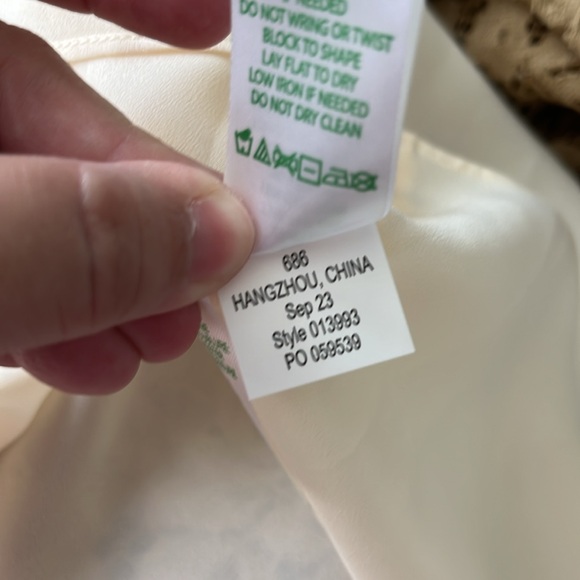 NEEDED
DO NOT WRING OR TWIST
BLOCK TO SHAPE
LAY FLAT TO DRY
LOW IRON IF NEEDED
DO NOT DRY CLEAN
686
HANGZHOU, CHINA
Sep 23
Style 013993
PO 059539